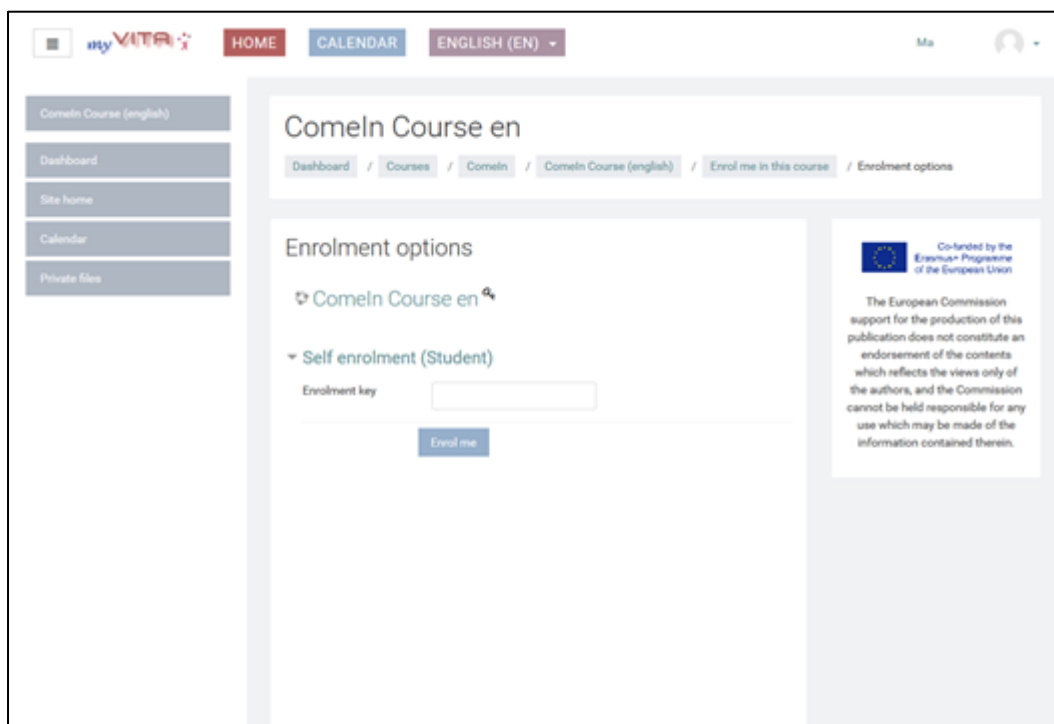 my VITA
HOME
CALENDAR
ENGLISH (EN)
Ma
ComeIn Course (english)
Dashboard
Site home
Calendar
Private files
ComeIn Course en
Dashboard / Courses / ComeIn / ComeIn Course (english) / Enrol me in this course / Enrolment options
Enrolment options
ComeIn Course en
Self enrolment (Student)
Enrolment key
Enrol me
Co-funded by the
Erasmus+ Programme
of the European Union
The European Commission
support for the production of this
publication does not constitute an
endorsement of the contents
which reflects the views only of
the authors, and the Commission
cannot be held responsible for any
use which may be made of the
information contained therein.